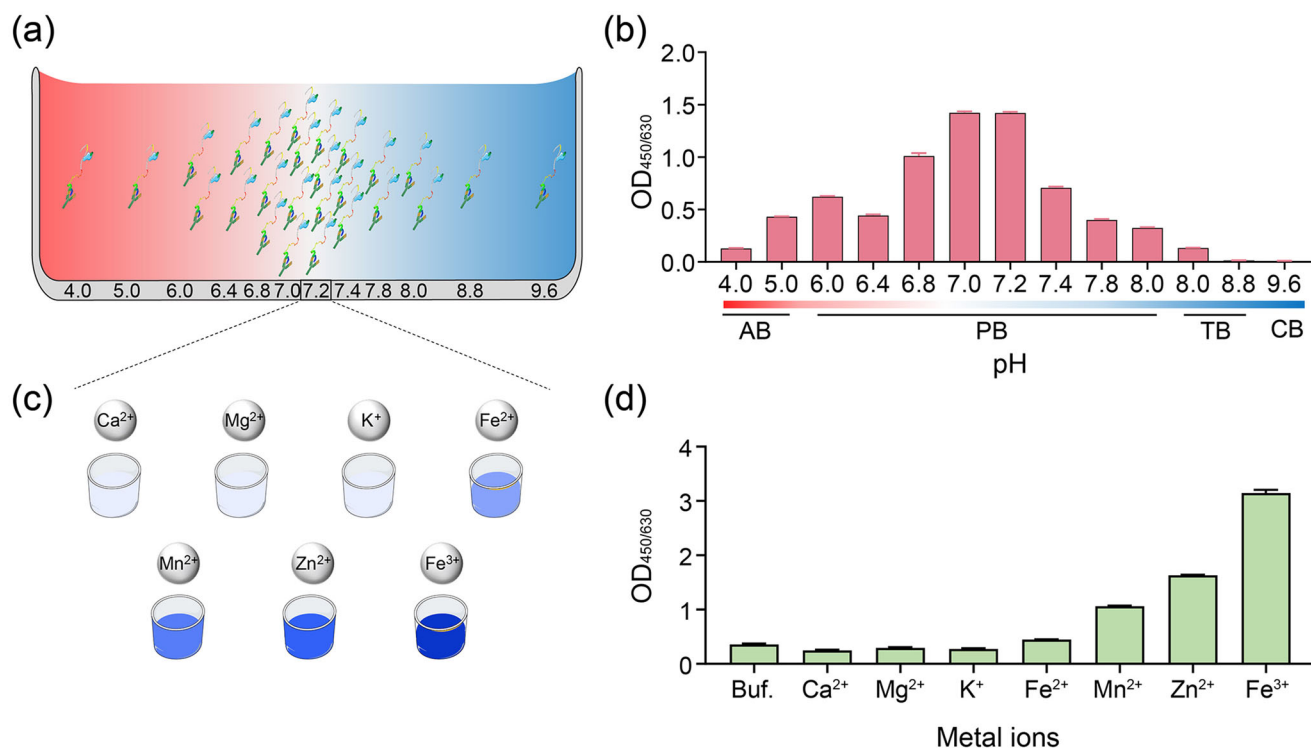 (a)
4.0 5.0 6.0 6.4 6.8 7.0 7.2 7.4 7.8 8.0 8.8 9.6
(b)
OD450/630
2.0
1.5
1.0
0.5
0.0
4.0 5.0 6.0 6.4 6.8 7.0 7.2 7.4 7.8 8.0 8.0 8.8 9.6
AB PB TB CB
pH
(c)
Ca²⁺ Mg²⁺ K⁺ Fe²⁺
Mn²⁺ Zn²⁺ Fe³⁺
(d)
OD450/630
4
3
2
1
0
Buf. Ca²⁺ Mg²⁺ K⁺ Fe²⁺ Mn²⁺ Zn²⁺ Fe³⁺
Metal ions